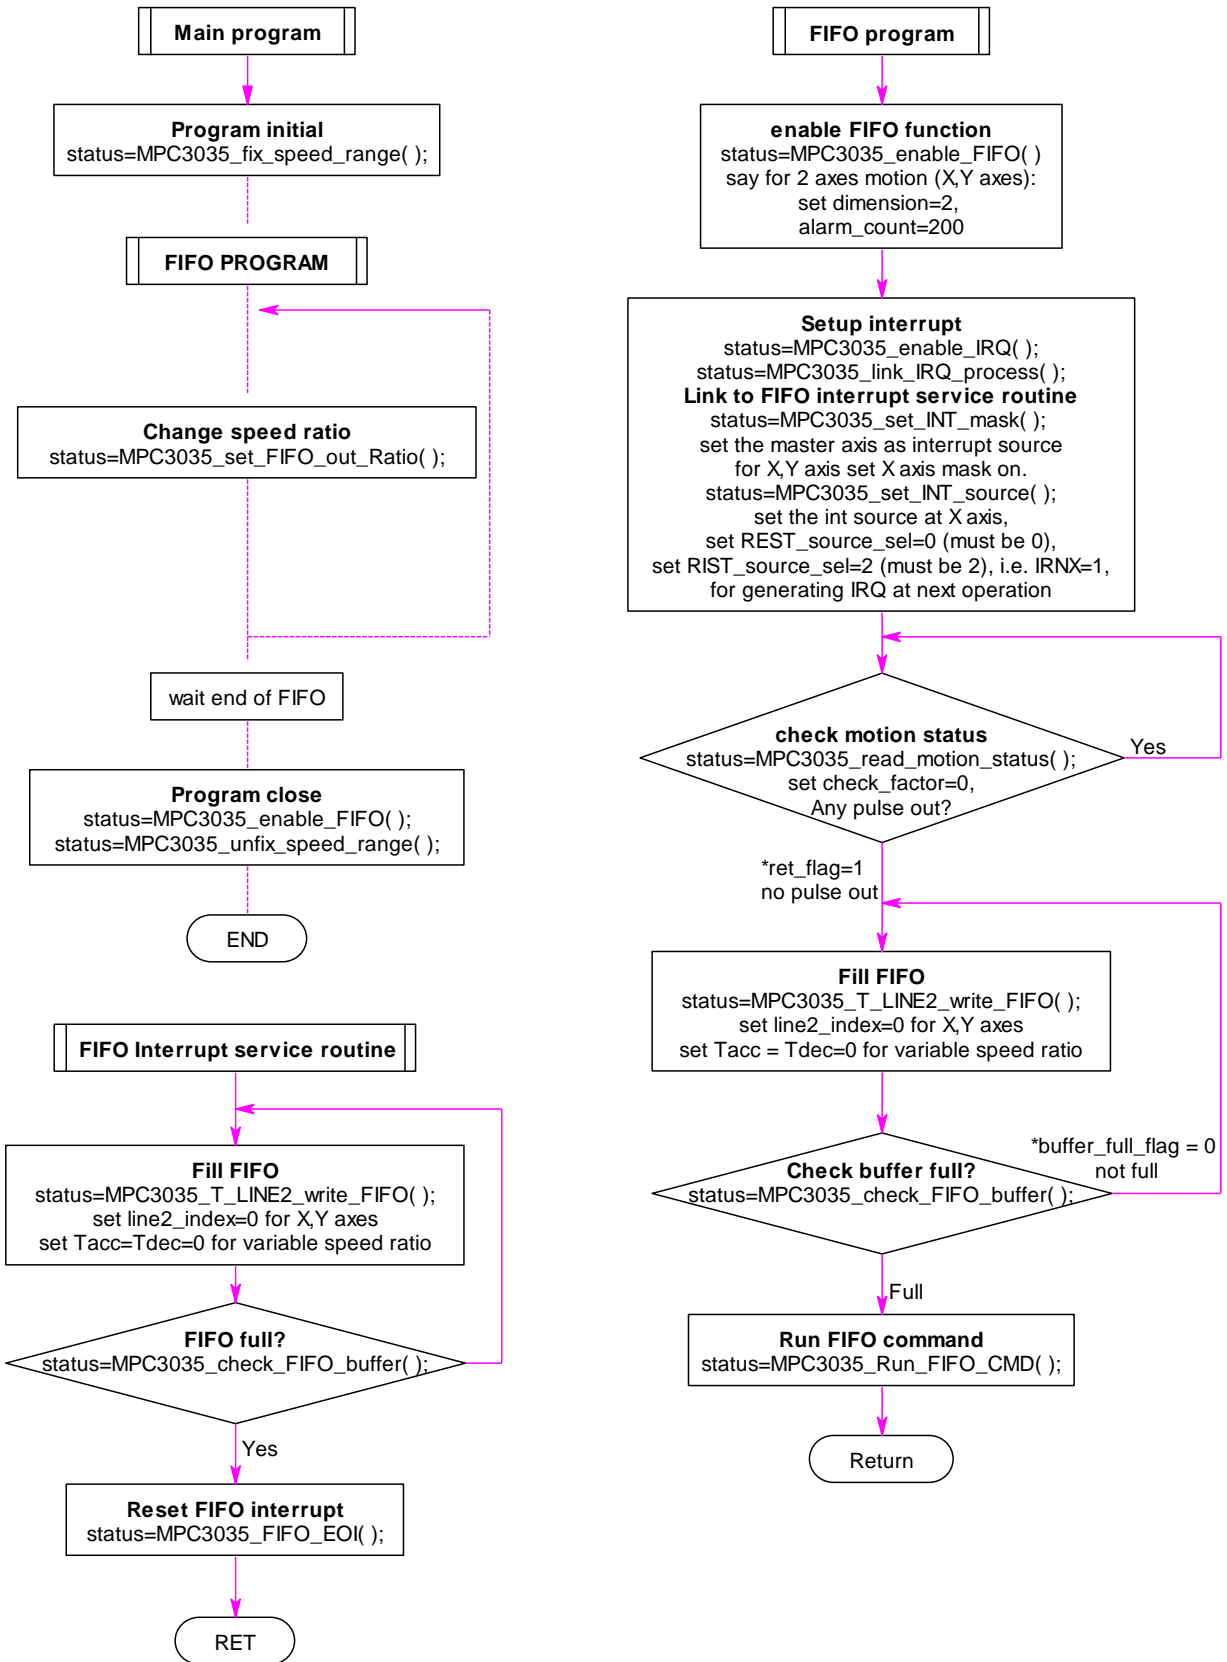 Main program
Program initial
status=MPC3035_fix_speed_range( );
FIFO PROGRAM
Change speed ratio
status=MPC3035_set_FIFO_out_Ratio( );
wait end of FIFO
Program close
status=MPC3035_enable_FIFO( );
status=MPC3035_unfix_speed_range( );
END
FIFO Interrupt service routine
Fill FIFO
status=MPC3035_T_LINE2_write_FIFO( );
set line2_index=0 for X,Y axes
set Tacc=Tdec=0 for variable speed ratio
FIFO full?
status=MPC3035_check_FIFO_buffer( );
Yes
Reset FIFO interrupt
status=MPC3035_FIFO_EOI( );
RET
FIFO program
enable FIFO function
status=MPC3035_enable_FIFO( )
say for 2 axes motion (X,Y axes):
set dimension=2,
alarm_count=200
Setup interrupt
status=MPC3035_enable_IRQ( );
status=MPC3035_link_IRQ_process( );
Link to FIFO interrupt service routine
status=MPC3035_set_INT_mask( );
set the master axis as interrupt source
for X,Y axis set X axis mask on.
status=MPC3035_set_INT_source( );
set the int source at X axis,
set REST_source_sel=0 (must be 0),
set RIST_source_sel=2 (must be 2), i.e. IRNX=1,
for generating IRQ at next operation
check motion status
status=MPC3035_read_motion_status( );
set check_factor=0,
Any pulse out?
Yes
*ret_flag=1
no pulse out
Fill FIFO
status=MPC3035_T_LINE2_write_FIFO( );
set line2_index=0 for X,Y axes
set Tacc = Tdec=0 for variable speed ratio
Check buffer full?
status=MPC3035_check_FIFO_buffer( );
*buffer_full_flag = 0
not full
Full
Run FIFO command
status=MPC3035_Run_FIFO_CMD( );
Return